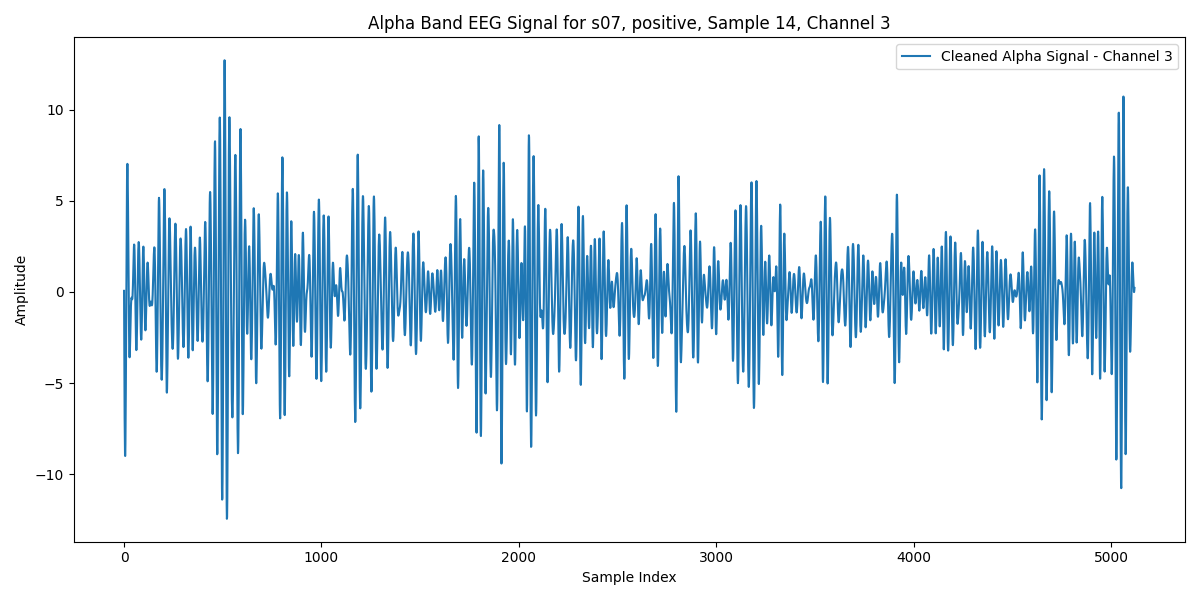 Alpha Band EEG Signal for s07, positive, Sample 14, Channel 3
Cleaned Alpha Signal - Channel 3
Amplitude
10
5
0
−5
−10
0 1000 2000 3000 4000 5000
Sample Index